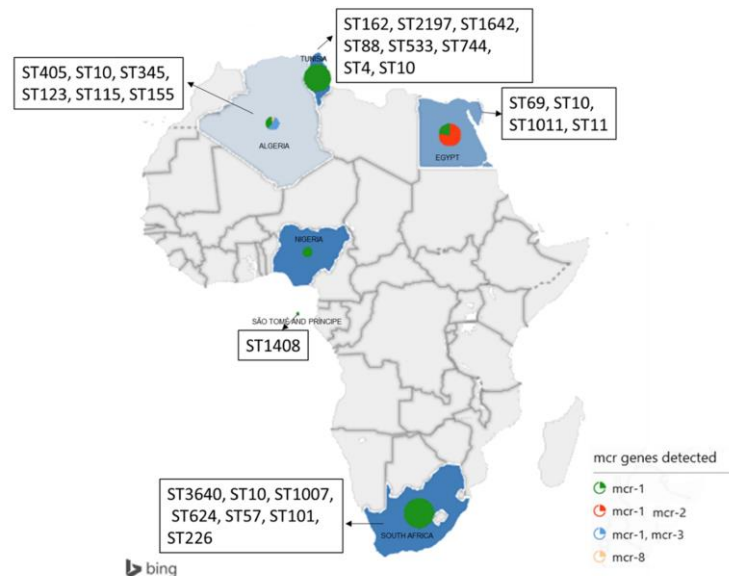 ST162, ST2197, ST1642,
ST88, ST533, ST744,
ST4, ST10
ST405, ST10, ST345,
ST123, ST115, ST155
TUNISIA
ST69, ST10,
ST1011, ST11
ALGERIA
EGYPT
NIGERIA
SÃO TOMÉ AND PRÍNCIPE
ST1408
mcr genes detected
mcr-1
mcr-1 mcr-2
mcr-1, mcr-3
mcr-8
ST3640, ST10, ST1007,
ST624, ST57, ST101,
ST226
SOUTH AFRICA
bing